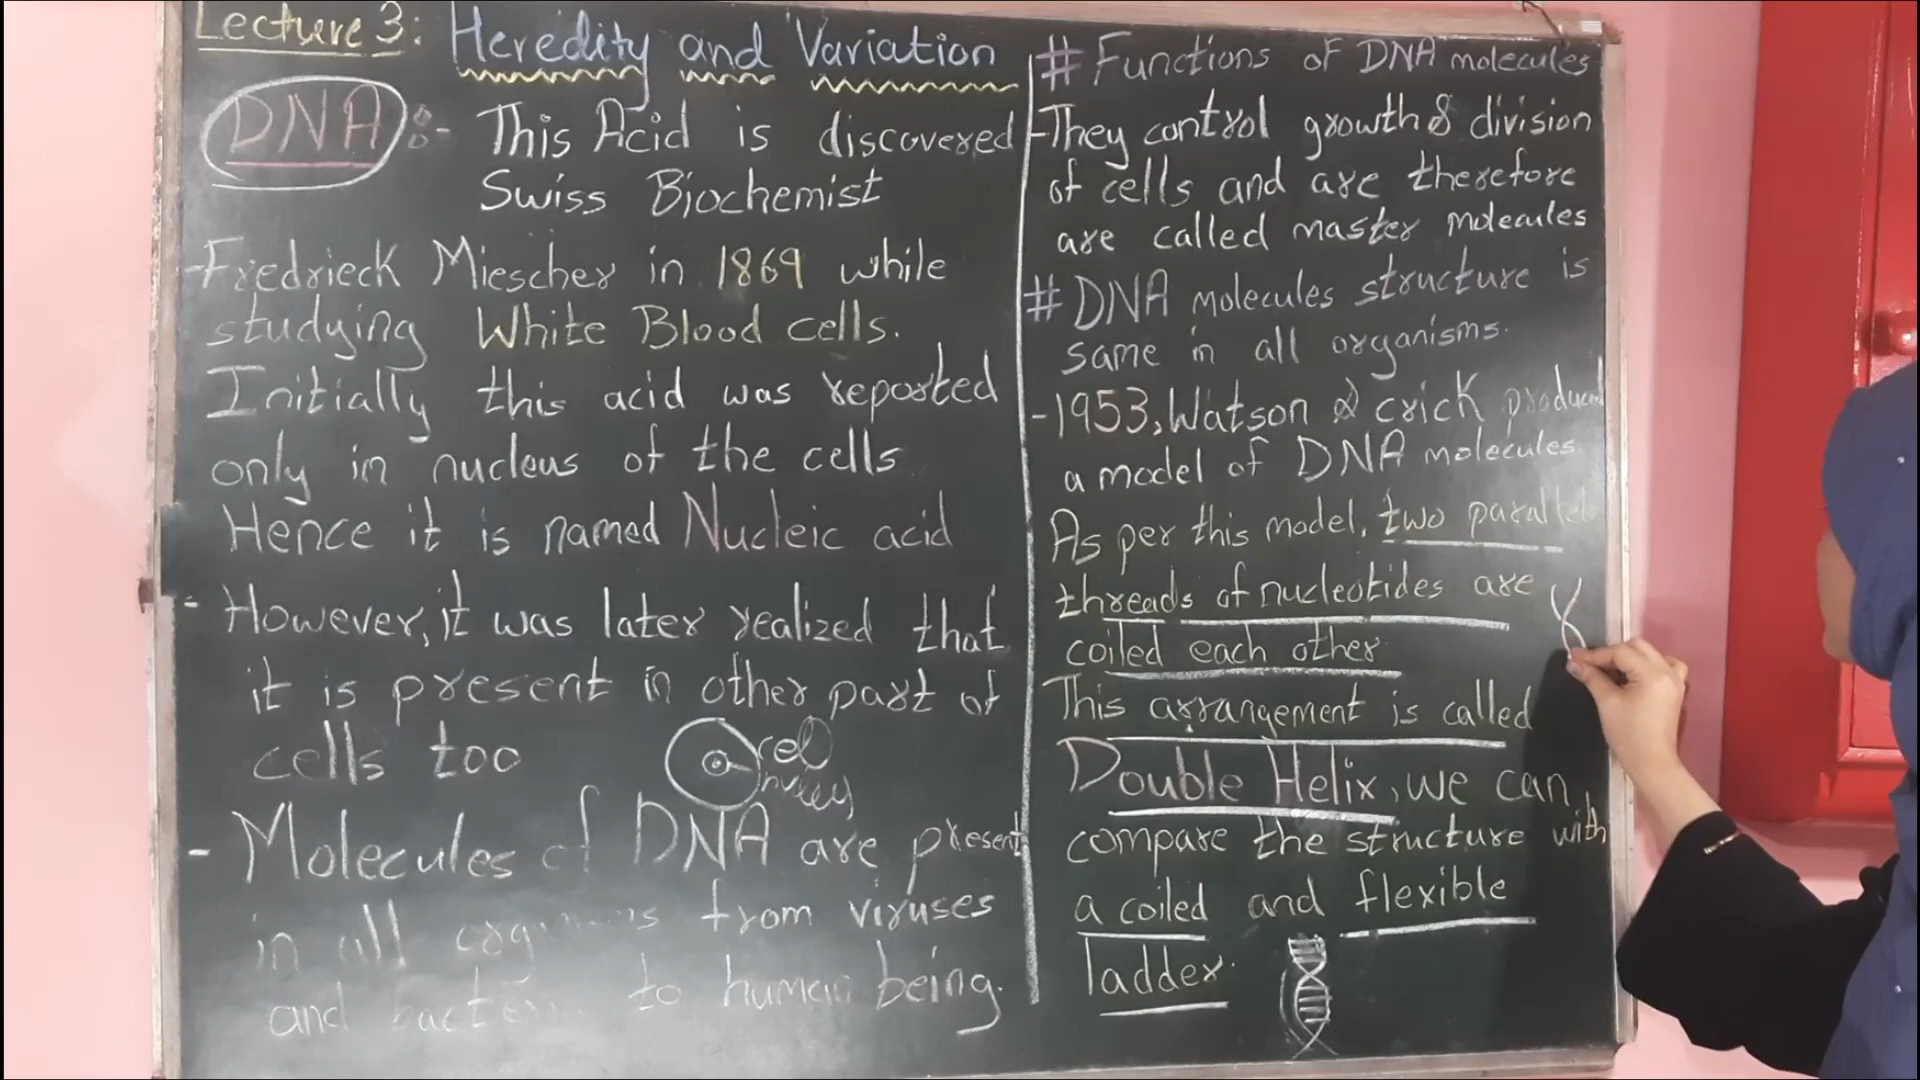 Lecture 3: Heredity and Variation
DNA :- This Acid is discovered
Swiss Biochemist
-Fredrieck Miescher in 1869 while
studying White Blood cells.
Initially this acid was reported
only in nucleus of the cells
Hence it is named Nucleic acid
- However, it was later realized that
it is present in other part of
cells too
cell
- Molecules of DNA are present
in all from viruses
and to human being.
# Functions of DNA molecules
-They control growth & division
of cells and are therefore
are called master molecules
# DNA molecules structure is
same in all organisms.
-1953, Watson & crick produced
a model of DNA molecules.
As per this model, two parallel
threads of nucleotides are
coiled each other
This arrangement is called
Double Helix, we can
compare the structure with
a coiled and flexible
ladder.